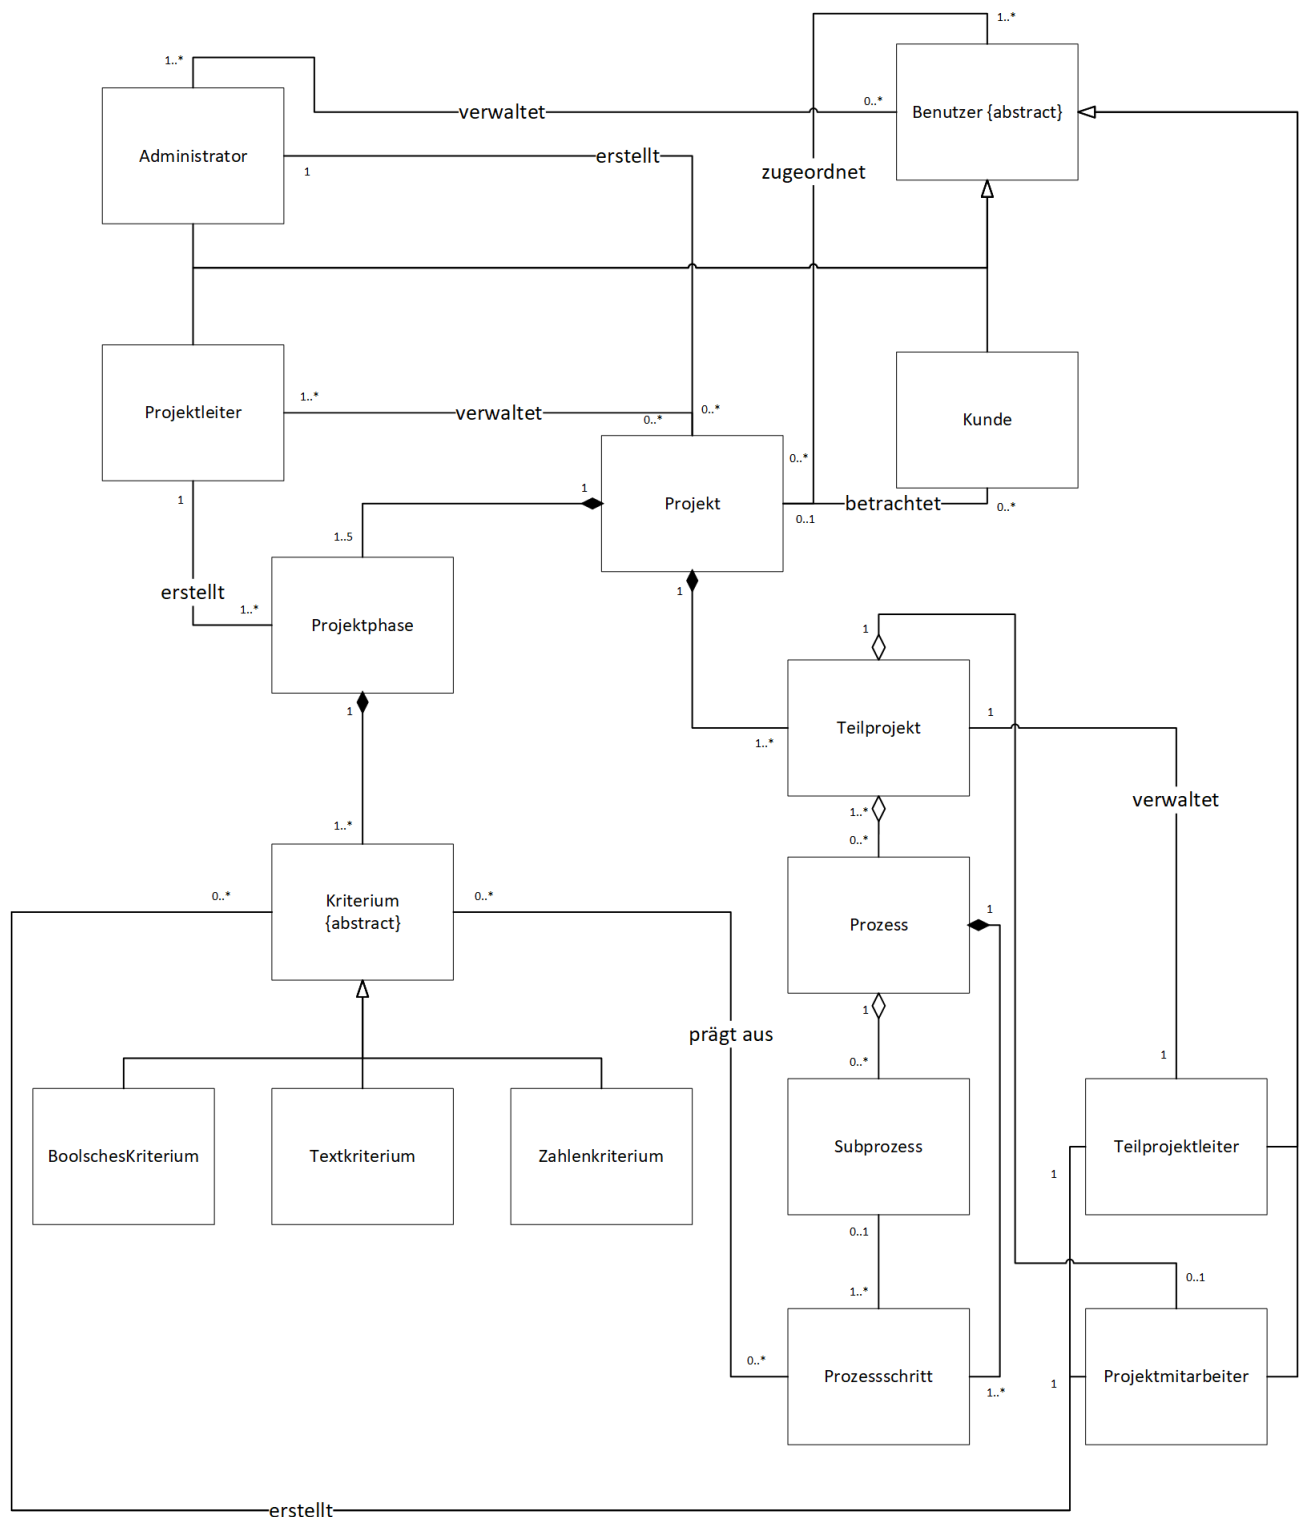 1..*
1..*
Benutzer {abstract}
0..*
verwaltet
Administrator
erstellt
1
zugeordnet
1..*
Projektleiter
verwaltet
0..*
0..*
Kunde
0..*
1
1
Projekt
betrachtet
0..1
0..*
1..5
erstellt
1..*
1
Projektphase
1
1
1..*
Teilprojekt
1
verwaltet
1..*
1..*
0..*
0..*
Kriterium
{abstract}
0..*
Prozess
1
prägt aus
1
0..*
1
BoolschesKriterium
Textkriterium
Zahlenkriterium
Subprozess
Teilprojektleiter
1
0..1
1..*
0..1
0..*
Prozessschritt
1..*
1
Projektmitarbeiter
erstellt